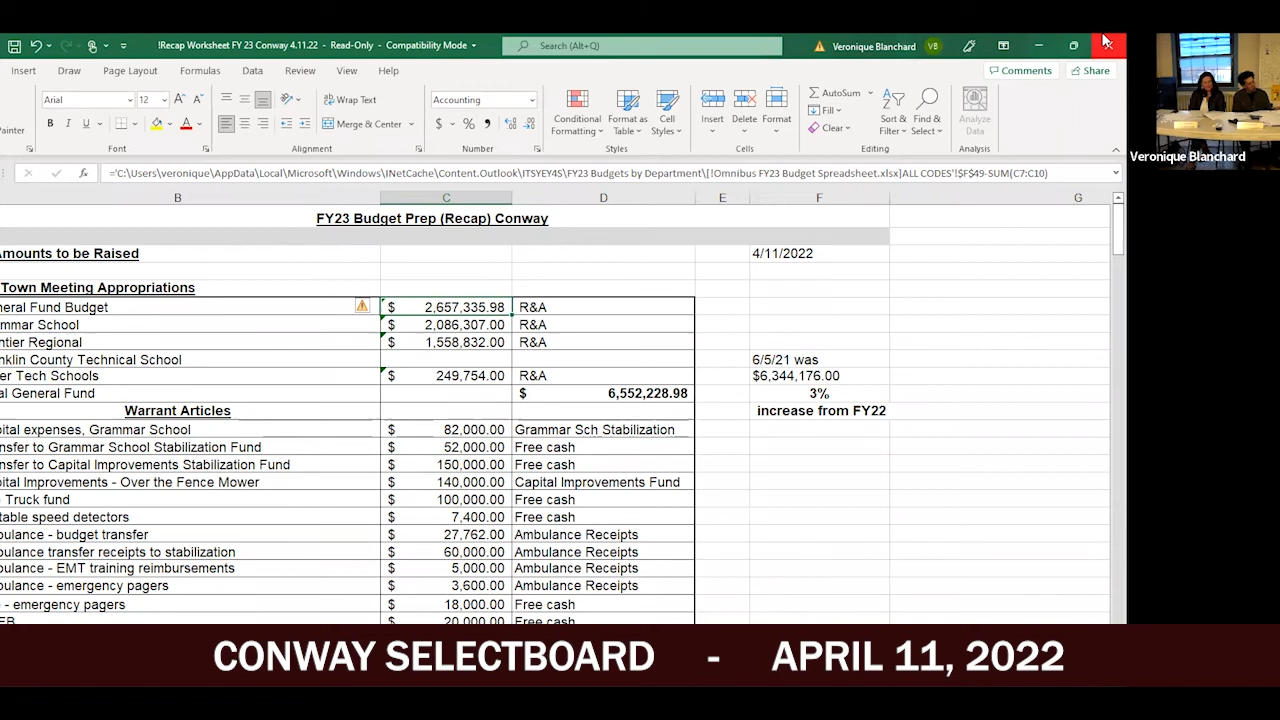 !Recap Worksheet FY 23 Conway 4.11.22 - Read-Only - Compatibility Mode
Search (Alt+Q)
Veronique Blanchard
VB
Insert Draw Page Layout Formulas Data Review View Help
Comments
Share
Arial 12
Wrap Text
Accounting
Conditional Formatting
Format as Table
Cell Styles
Insert Delete Format
AutoSum
Fill
Clear
Sort & Filter
Find & Select
Analyze Data
Painter
B I U
Merge & Center
$ %
Font Alignment Number Styles Cells Editing Analysis
Veronique Blanchard
fx ='C:\Users\veronique\AppData\Local\Microsoft\Windows\INetCache\Content.Outlook\ITSYEY4S\FY23 Budgets by Department\[!Omnibus FY23 Budget Spreadsheet.xlsx]ALL CODES'!$F$49-SUM(C7:C10)
B C D E F G
FY23 Budget Prep (Recap) Conway
mounts to be Raised 4/11/2022
Town Meeting Appropriations
neral Fund Budget $ 2,657,335.98 R&A
mmar School $ 2,086,307.00 R&A
ntier Regional $ 1,558,832.00 R&A
nklin County Technical School 6/5/21 was
er Tech Schools $ 249,754.00 R&A $6,344,176.00
al General Fund $ 6,552,228.98 3%
Warrant Articles increase from FY22
pital expenses, Grammar School $ 82,000.00 Grammar Sch Stabilization
nsfer to Grammar School Stabilization Fund $ 52,000.00 Free cash
nsfer to Capital Improvements Stabilization Fund $ 150,000.00 Free cash
pital Improvements - Over the Fence Mower $ 140,000.00 Capital Improvements Fund
Truck fund $ 100,000.00 Free cash
table speed detectors $ 7,400.00 Free cash
bulance - budget transfer $ 27,762.00 Ambulance Receipts
bulance transfer receipts to stabilization $ 60,000.00 Ambulance Receipts
bulance - EMT training reimbursements $ 5,000.00 Ambulance Receipts
bulance - emergency pagers $ 3,600.00 Ambulance Receipts
- emergency pagers $ 18,000.00 Free cash
EB $ 20,000.00 Free cash
CONWAY SELECTBOARD - APRIL 11, 2022